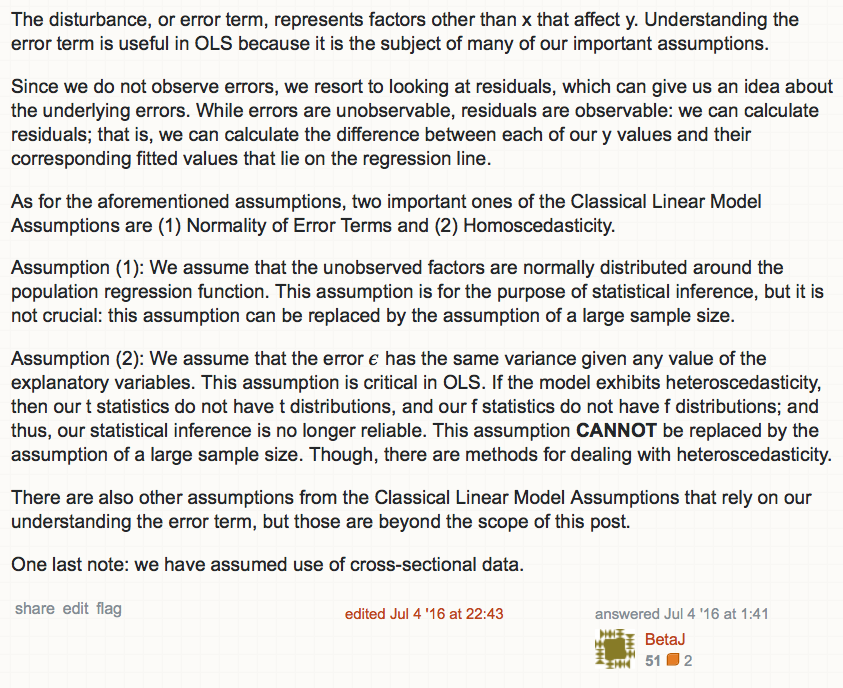 The disturbance, or error term, represents factors other than x that affect y. Understanding the
error term is useful in OLS because it is the subject of many of our important assumptions.
Since we do not observe errors, we resort to looking at residuals, which can give us an idea about
the underlying errors. While errors are unobservable, residuals are observable: we can calculate
residuals; that is, we can calculate the difference between each of our y values and their
corresponding fitted values that lie on the regression line.
As for the aforementioned assumptions, two important ones of the Classical Linear Model
Assumptions are (1) Normality of Error Terms and (2) Homoscedasticity.
Assumption (1): We assume that the unobserved factors are normally distributed around the
population regression function. This assumption is for the purpose of statistical inference, but it is
not crucial: this assumption can be replaced by the assumption of a large sample size.
Assumption (2): We assume that the error ϵ has the same variance given any value of the
explanatory variables. This assumption is critical in OLS. If the model exhibits heteroscedasticity,
then our t statistics do not have t distributions, and our f statistics do not have f distributions; and
thus, our statistical inference is no longer reliable. This assumption CANNOT be replaced by the
assumption of a large sample size. Though, there are methods for dealing with heteroscedasticity.
There are also other assumptions from the Classical Linear Model Assumptions that rely on our
understanding the error term, but those are beyond the scope of this post.
One last note: we have assumed use of cross-sectional data.
share edit flag
edited Jul 4 '16 at 22:43
answered Jul 4 '16 at 1:41
BetaJ
51 2